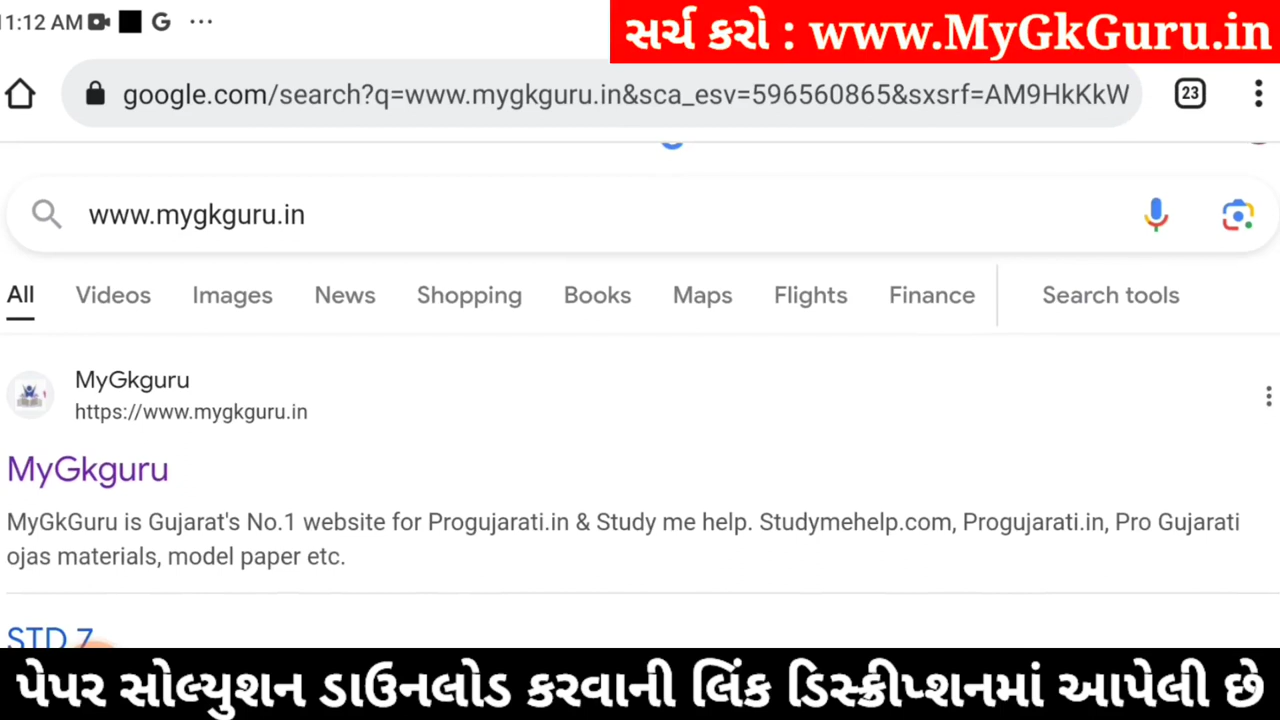 11:12 AM G ...
સર્ચ કરો : www.MyGkGuru.in
google.com/search?q=www.mygkguru.in&sca_esv=596560865&sxsrf=AM9HkKkW
23
www.mygkguru.in
All Videos Images News Shopping Books Maps Flights Finance Search tools
MyGkguru
https://www.mygkguru.in
MyGkguru
MyGkGuru is Gujarat's No.1 website for Progujarati.in & Study me help. Studymehelp.com, Progujarati.in, Pro Gujarati
ojas materials, model paper etc.
STD 7
પેપર સોલ્યુશન ડાઉનલોડ કરવાની લિંક ડિસ્ક્રીપ્શનમાં આપેલી છે